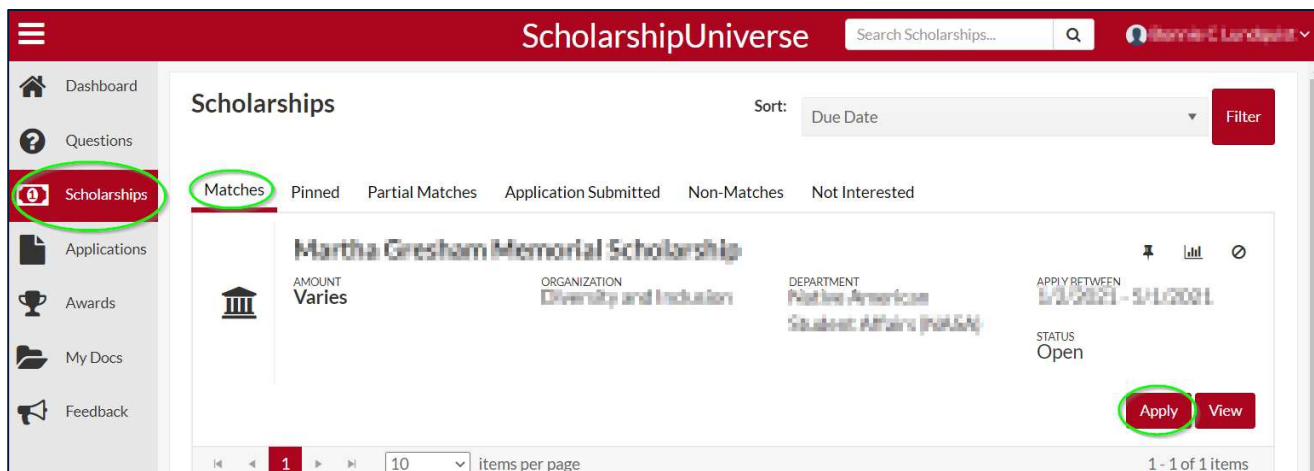 ScholarshipUniverse
Search Scholarships...
Dashboard
Questions
Scholarships
Applications
Awards
My Docs
Feedback
Scholarships
Sort:
Due Date
Filter
Matches Pinned Partial Matches Application Submitted Non-Matches Not Interested
AMOUNT
Varies
ORGANIZATION
DEPARTMENT
APPLY BETWEEN
STATUS
Open
Apply View
1
10 items per page
1 - 1 of 1 items